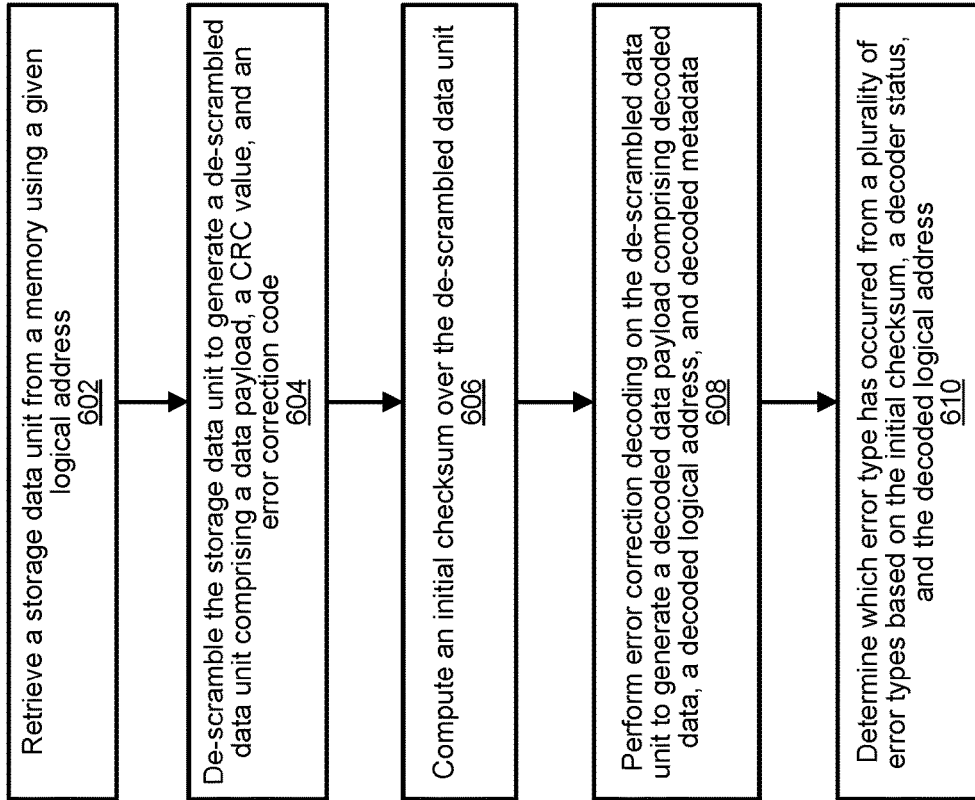 Retrieve a storage data unit from a memory using a given
logical address
602
De-scramble the storage data unit to generate a de-scrambled
data unit comprising a data payload, a CRC value, and an
error correction code
604
Compute an initial checksum over the de-scrambled data unit
606
Perform error correction decoding on the de-scrambled data
unit to generate a decoded data payload comprising decoded
data, a decoded logical address, and decoded metadata
608
Determine which error type has occurred from a plurality of
error types based on the initial checksum, a decoder status,
and the decoded logical address
610